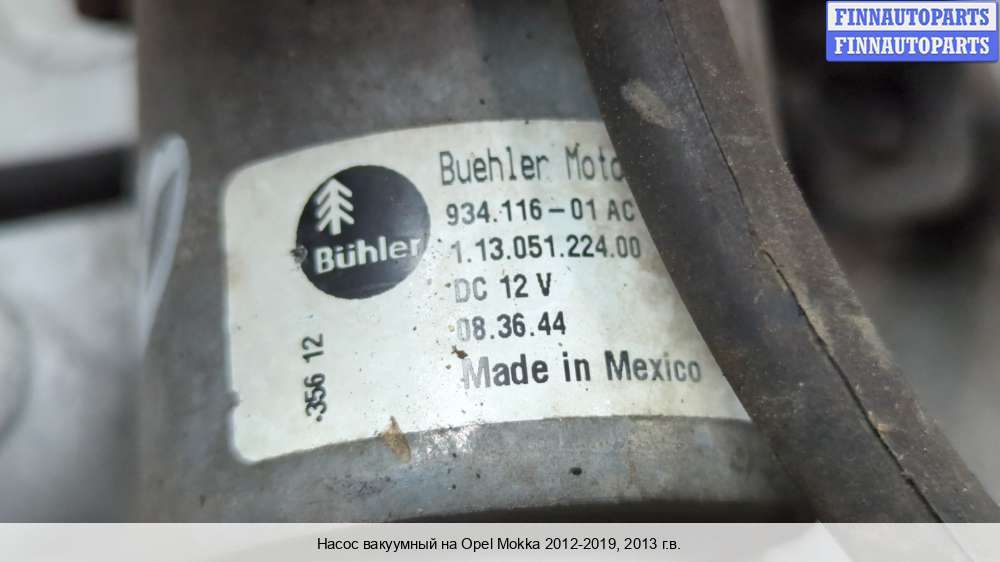 FINNAUTOPARTS
FINNAUTOPARTS
Buehler
934.116-01 AC
1.13.051.224.00
DC 12 V
08.36.44
Made in Mexico
Bühler
356 12
Насос вакуумный на Opel Mokka 2012-2019, 2013 г.в.